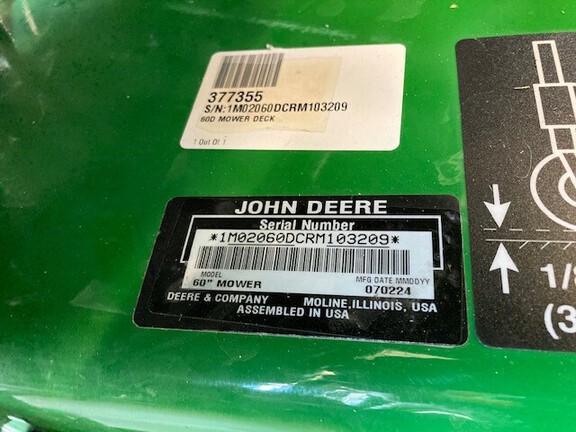 377355
S/N:1M02060DCRM103209
60D MOWER DECK
1 Out Of 1
JOHN DEERE
Serial Number
*1M02060DCRM103209*
MODEL
60" MOWER
MFG DATE MMDDYY
070224
DEERE & COMPANY MOLINE, ILLINOIS, USA
ASSEMBLED IN USA
1/
(3